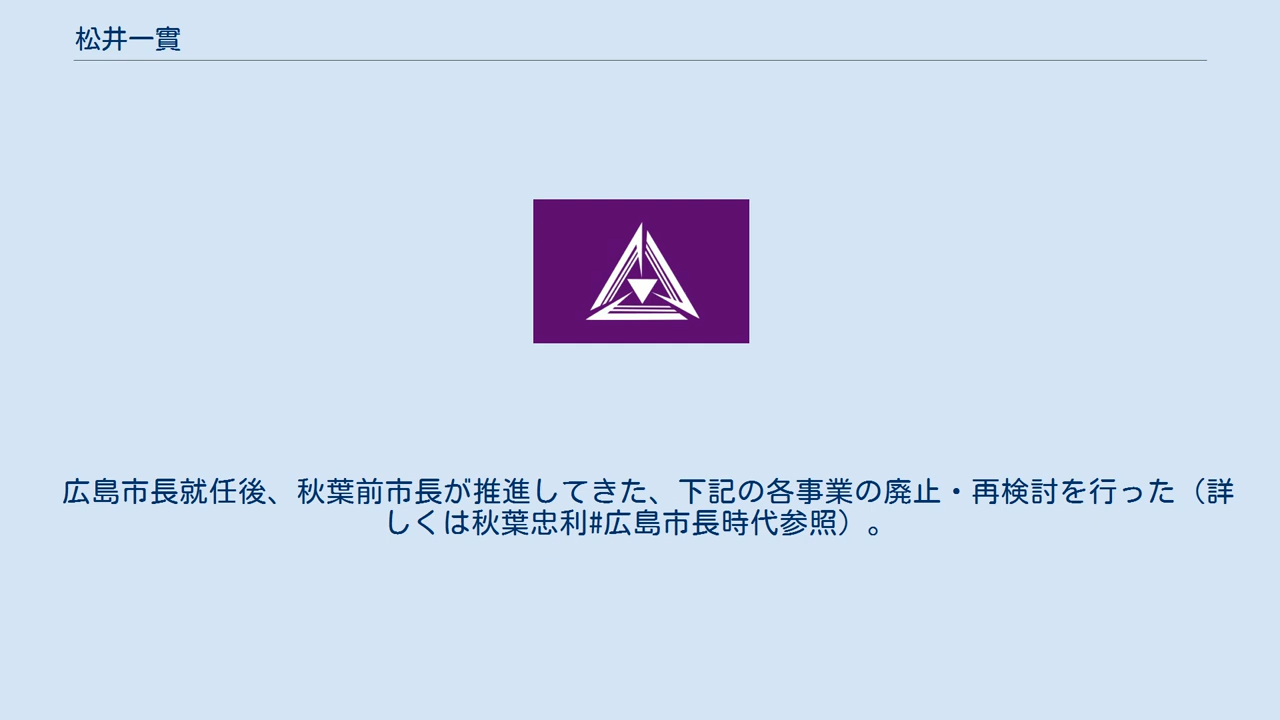 松井一實
広島市長就任後、秋葉前市長が推進してきた、下記の各事業の廃止・再検討を行った（詳
しくは秋葉忠利#広島市長時代参照）。